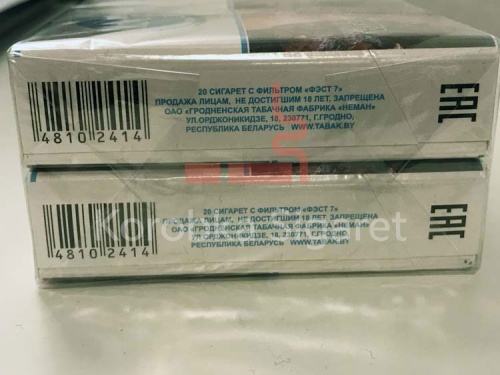 20 СИГАРЕТ С ФИЛЬТРОМ «ФЭСТ 7»
ПРОДАЖА ЛИЦАМ, НЕ ДОСТИГШИМ 18 ЛЕТ, ЗАПРЕЩЕНА
ОАО «ГРОДНЕНСКАЯ ТАБАЧНАЯ ФАБРИКА «НЕМАН»
УЛ.ОРДЖОНИКИДЗЕ, 18, 230771, Г.ГРОДНО,
РЕСПУБЛИКА БЕЛАРУСЬ WWW.TABAK.BY
4810 2414
EAC
20 СИГАРЕТ С ФИЛЬТРОМ «ФЭСТ 7»
ПРОДАЖА ЛИЦАМ, НЕ ДОСТИГШИМ 18 ЛЕТ, ЗАПРЕЩЕНА
ОАО «ГРОДНЕНСКАЯ ТАБАЧНАЯ ФАБРИКА «НЕМАН»
УЛ.ОРДЖОНИКИДЗЕ, 18, 230771, Г.ГРОДНО,
РЕСПУБЛИКА БЕЛАРУСЬ WWW.TABAK.BY
4810 2414
EAC